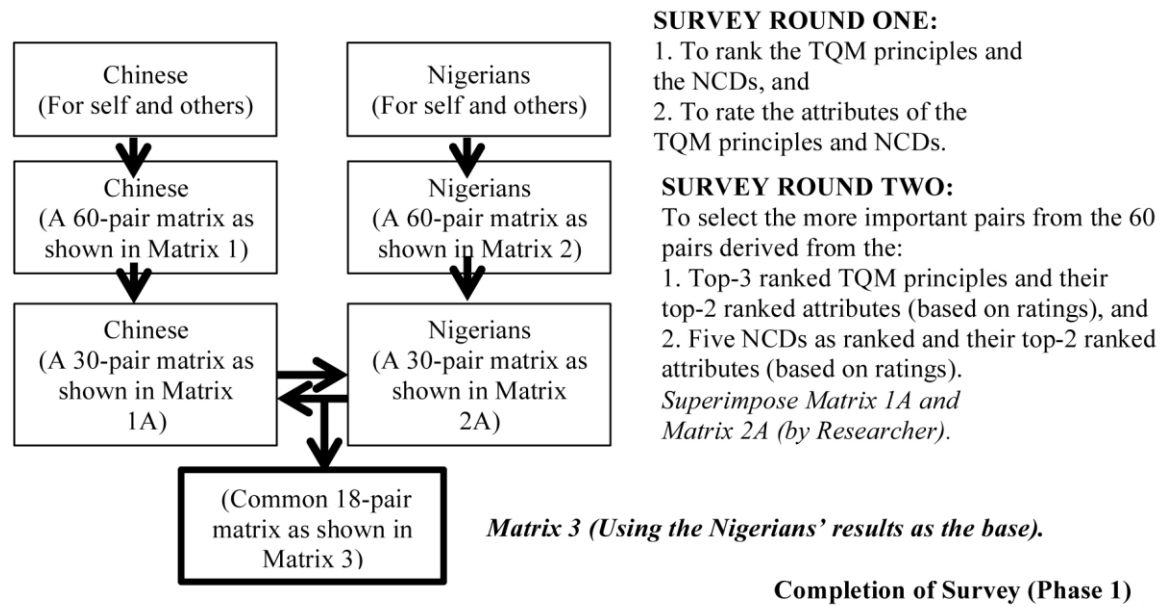 Chinese
(For self and others)
Nigerians
(For self and others)
SURVEY ROUND ONE:
1. To rank the TQM principles and
the NCDs, and
2. To rate the attributes of the
TQM principles and NCDs.
Chinese
(A 60-pair matrix as
shown in Matrix 1)
Nigerians
(A 60-pair matrix as
shown in Matrix 2)
SURVEY ROUND TWO:
To select the more important pairs from the 60
pairs derived from the:
1. Top-3 ranked TQM principles and their
top-2 ranked attributes (based on ratings), and
2. Five NCDs as ranked and their top-2 ranked
attributes (based on ratings).
Superimpose Matrix 1A and
Matrix 2A (by Researcher).
Chinese
(A 30-pair matrix as
shown in Matrix
1A)
Nigerians
(A 30-pair matrix as
shown in Matrix
2A)
(Common 18-pair
matrix as shown in
Matrix 3)
Matrix 3 (Using the Nigerians’ results as the base).
Completion of Survey (Phase 1)